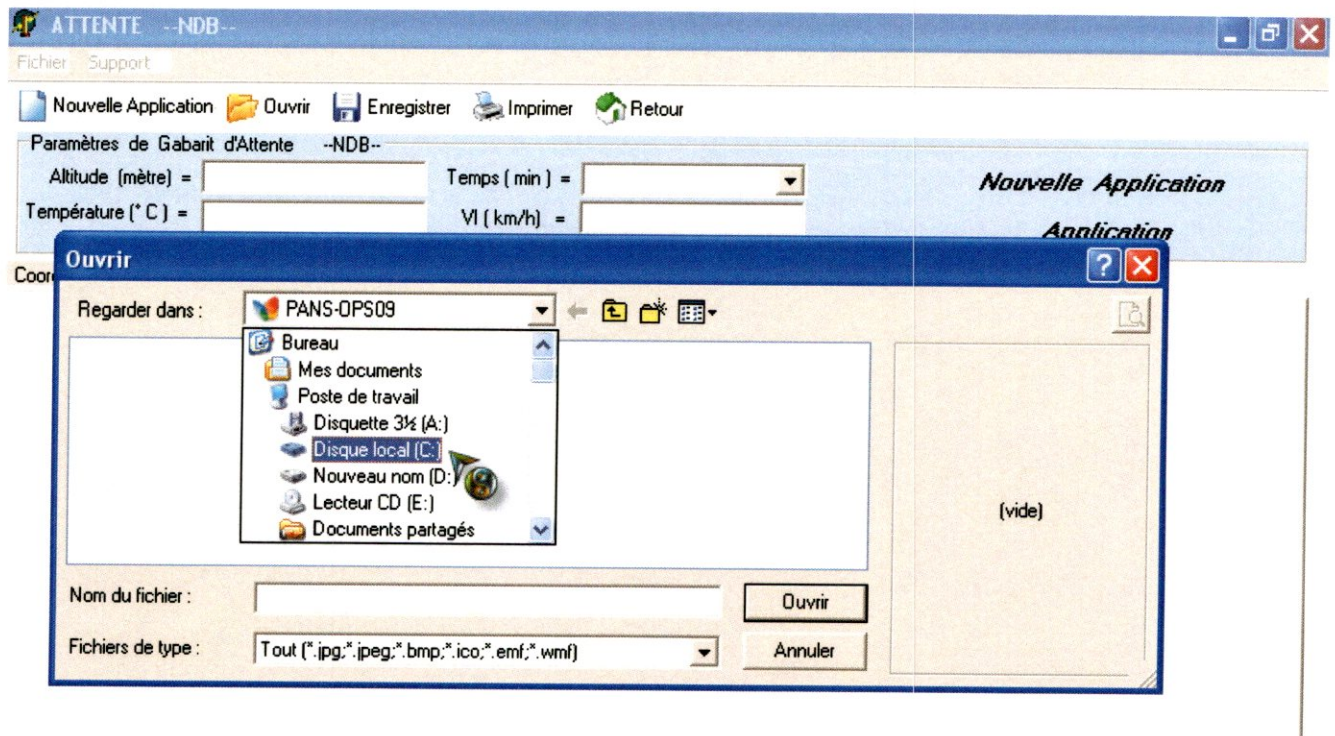 ATTENTE --NDB--
Fichier Support
Nouvelle Application Ouvrir Enregistrer Imprimer Retour
Paramètres de Gabarit d'Attente --NDB--
Altitude (mètre) = Temps ( min ) = Nouvelle Application
Température (° C ) = VI ( km/h) = Application
Ouvrir
Regarder dans : PANS-OPS09
Bureau
Mes documents
Poste de travail
Disquette 3½ (A:)
Disque local (C:)
Nouveau nom (D:)
Lecteur CD (E:)
Documents partagés
(vide)
Nom du fichier : Ouvrir
Fichiers de type : Tout (*.jpg;*.jpeg;*.bmp;*.ico;*.emf;*.wmf) Annuler